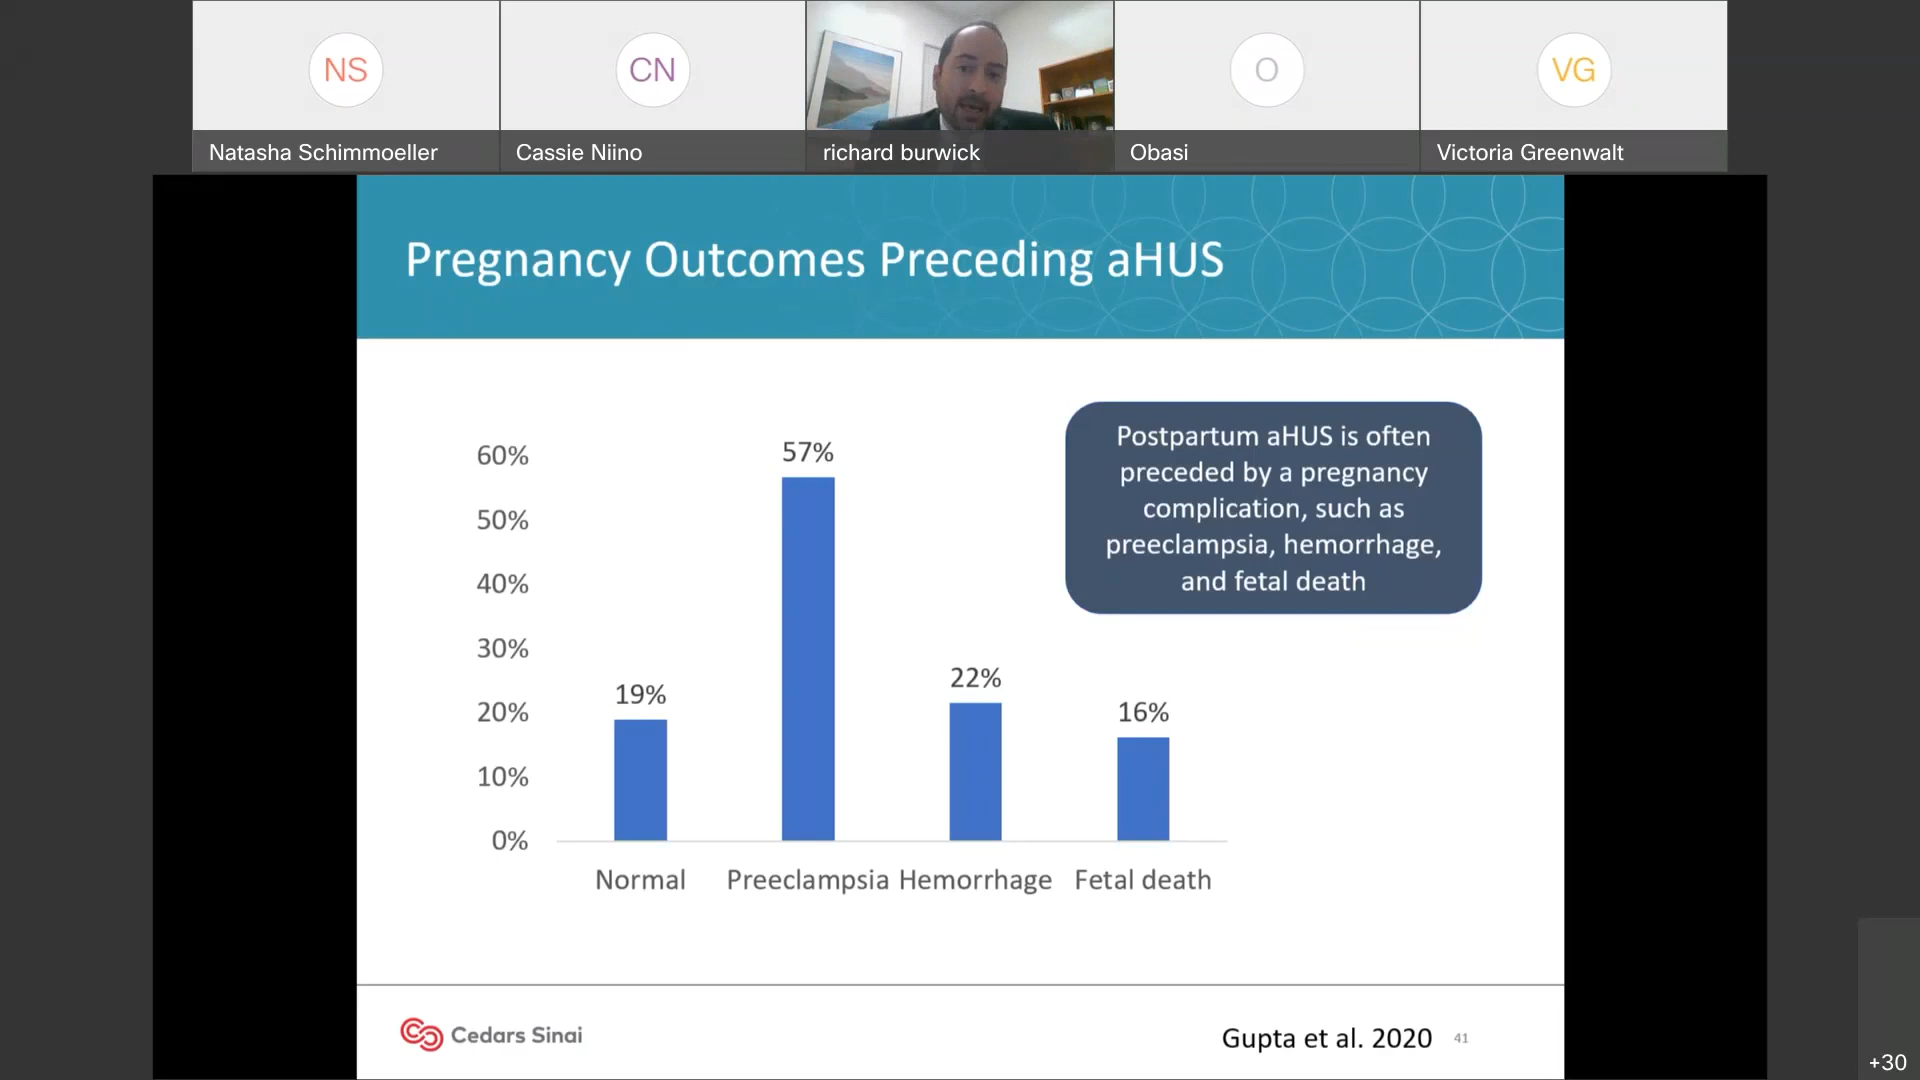 NS
CN
O
VG
Natasha Schimmoeller
Cassie Niino
richard burwick
Obasi
Victoria Greenwalt
Pregnancy Outcomes Preceding aHUS
Postpartum aHUS is often
preceded by a pregnancy
complication, such as
preeclampsia, hemorrhage,
and fetal death
60%
50%
40%
30%
20%
10%
0%
19%
57%
22%
16%
Normal
Preeclampsia
Hemorrhage
Fetal death
Cedars Sinai
Gupta et al. 2020
41
+30